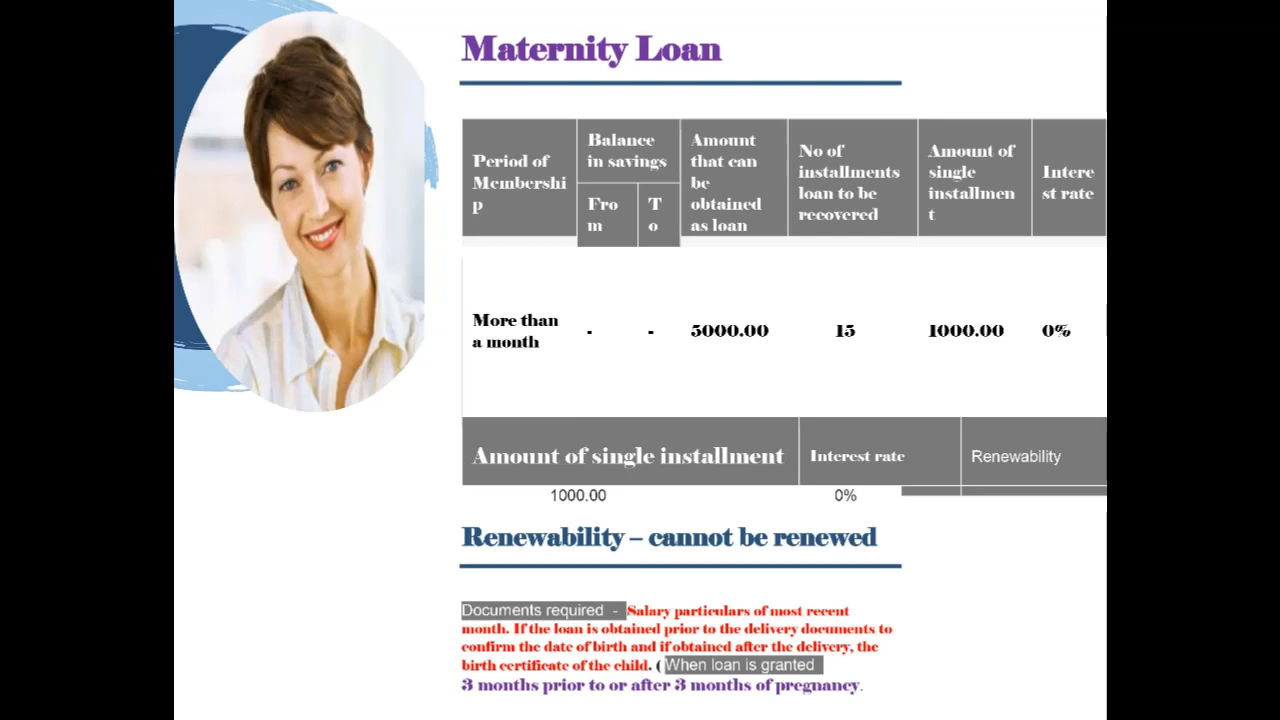 Maternity Loan
Period of Membershi p
Balance in savings
Fro m
T o
Amount that can be obtained as loan
No of installments loan to be recovered
Amount of single installmen t
Intere st rate
More than a month
-
-
5000.00
15
1000.00
0%
Amount of single installment
Interest rate
Renewability
1000.00
0%
Renewability – cannot be renewed
Documents required - Salary particulars of most recent
month. If the loan is obtained prior to the delivery documents to
confirm the date of birth and if obtained after the delivery, the
birth certificate of the child. ( When loan is granted
3 months prior to or after 3 months of pregnancy.